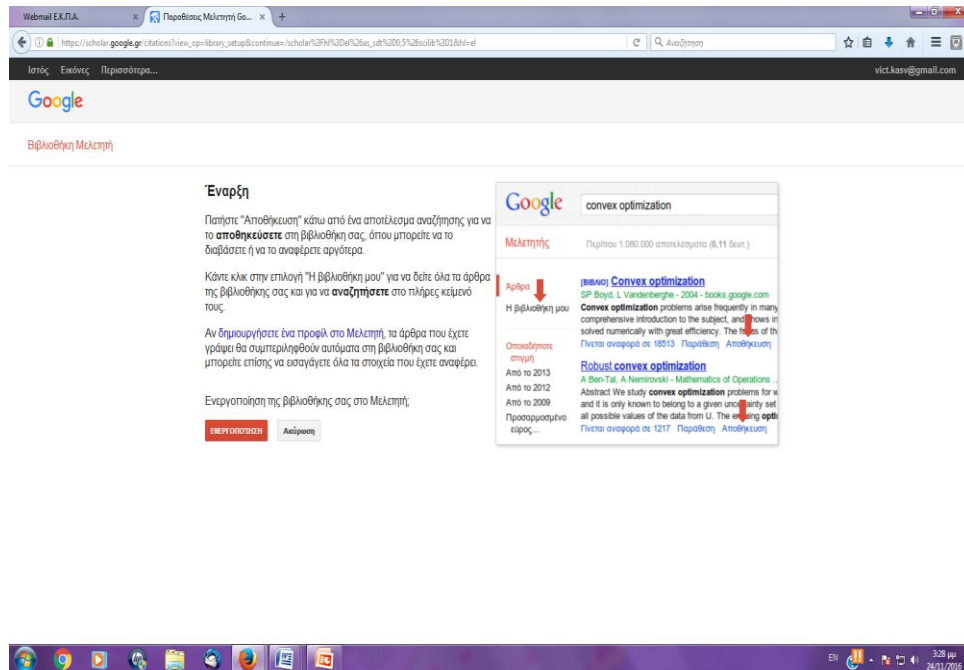 Webmail Ε.Κ.Π.Α.
Παραθέσεις Μελετητή Go...
https://scholar.google.gr/citations?view_op=library_setup&continue=/scholar%3Fhl%3Del%26as_sdt%3D0,5%26scilib%3D1&hl=el
Αναζήτηση
Ιστός Εικόνες Περισσότερα...
vict.kasv@gmail.com
Google
Βιβλιοθήκη Μελετητή
Έναρξη
Πατήστε "Αποθήκευση" κάτω από ένα αποτέλεσμα αναζήτησης για να
το αποθηκεύσετε στη βιβλιοθήκη σας, όπου μπορείτε να το
διαβάσετε ή να το αναφέρετε αργότερα.
Κάντε κλικ στην επιλογή "Η βιβλιοθήκη μου" για να δείτε όλα τα άρθρα
της βιβλιοθήκης σας και για να αναζητήσετε στο πλήρες κείμενό
τους.
Αν δημιουργήσετε ένα προφίλ στο Μελετητή, τα άρθρα που έχετε
γράψει θα συμπεριληφθούν αυτόματα στη βιβλιοθήκη σας και
μπορείτε επίσης να εισαγάγετε όλα τα στοιχεία που έχετε αναφέρει.
Ενεργοποίηση της βιβλιοθήκης σας στο Μελετητή;
ΕΝΕΡΓΟΠΟΊΗΣΗ Ακύρωση
Google convex optimization
Μελετητής Περίπου 1.080.000 αποτελέσματα (0,11 δευτ.)
Άρθρα
Η βιβλιοθήκη μου
Οποιαδήποτε
στιγμή
Από το 2013
Από το 2012
Από το 2009
Προσαρμοσμένο
εύρος...
[ΒΙΒΛΙΟ] Convex optimization
SP Boyd, L Vandenberghe - 2004 - books.google.com
Convex optimization problems arise frequently in many
comprehensive introduction to the subject, and shows in
solved numerically with great efficiency. The of th
Γίνεται αναφορά σε 18513 Παράθεση Αποθήκευση
Robust convex optimization
A Ben-Tal, A Nemirovski - Mathematics of Operations ...
Abstract We study convex optimization problems for w
and it is only known to belong to a given uncertainty set
all possible values of the data from U. The ensuing opti
Γίνεται αναφορά σε 1217 Παράθεση Αποθήκευση
EN
3:28 μμ
24/11/2016